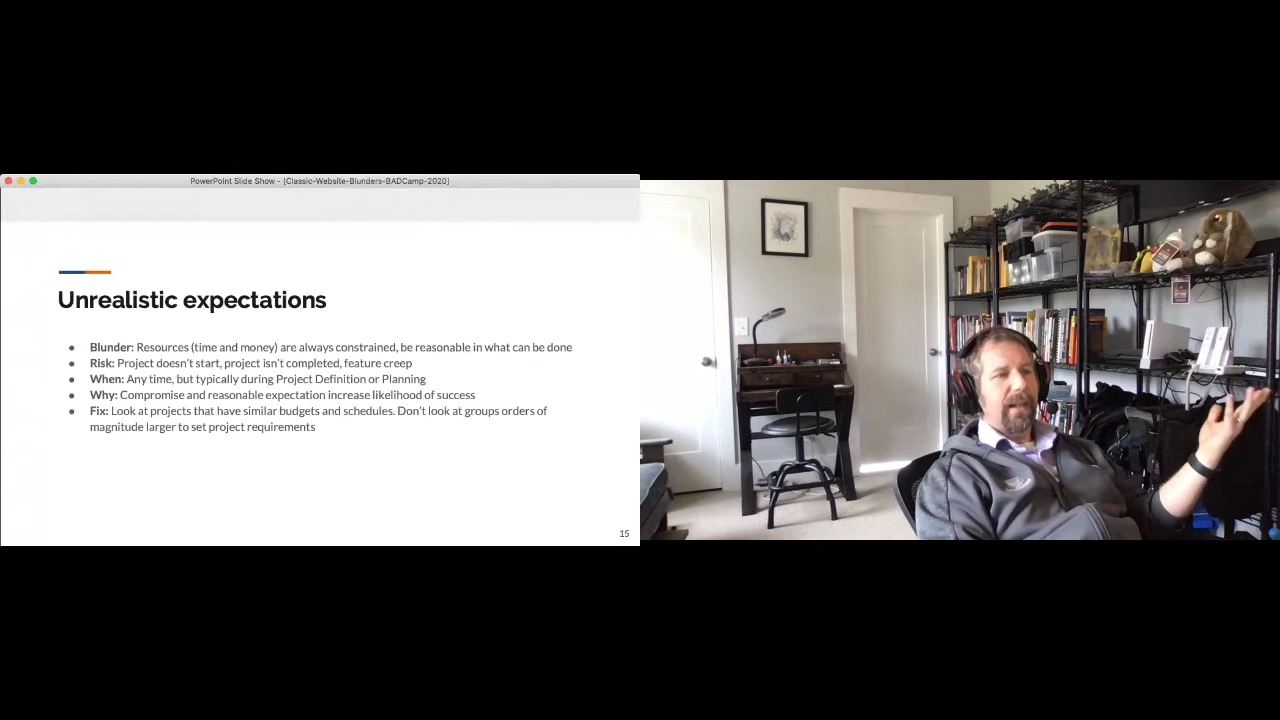 PowerPoint Slide Show - [Classic-Website-Blunders-BADCamp-2020]
Unrealistic expectations
● Blunder: Resources (time and money) are always constrained, be reasonable in what can be done
● Risk: Project doesn't start, project isn't completed, feature creep
● When: Any time, but typically during Project Definition or Planning
● Why: Compromise and reasonable expectation increase likelihood of success
● Fix: Look at projects that have similar budgets and schedules. Don't look at groups orders of
magnitude larger to set project requirements
15